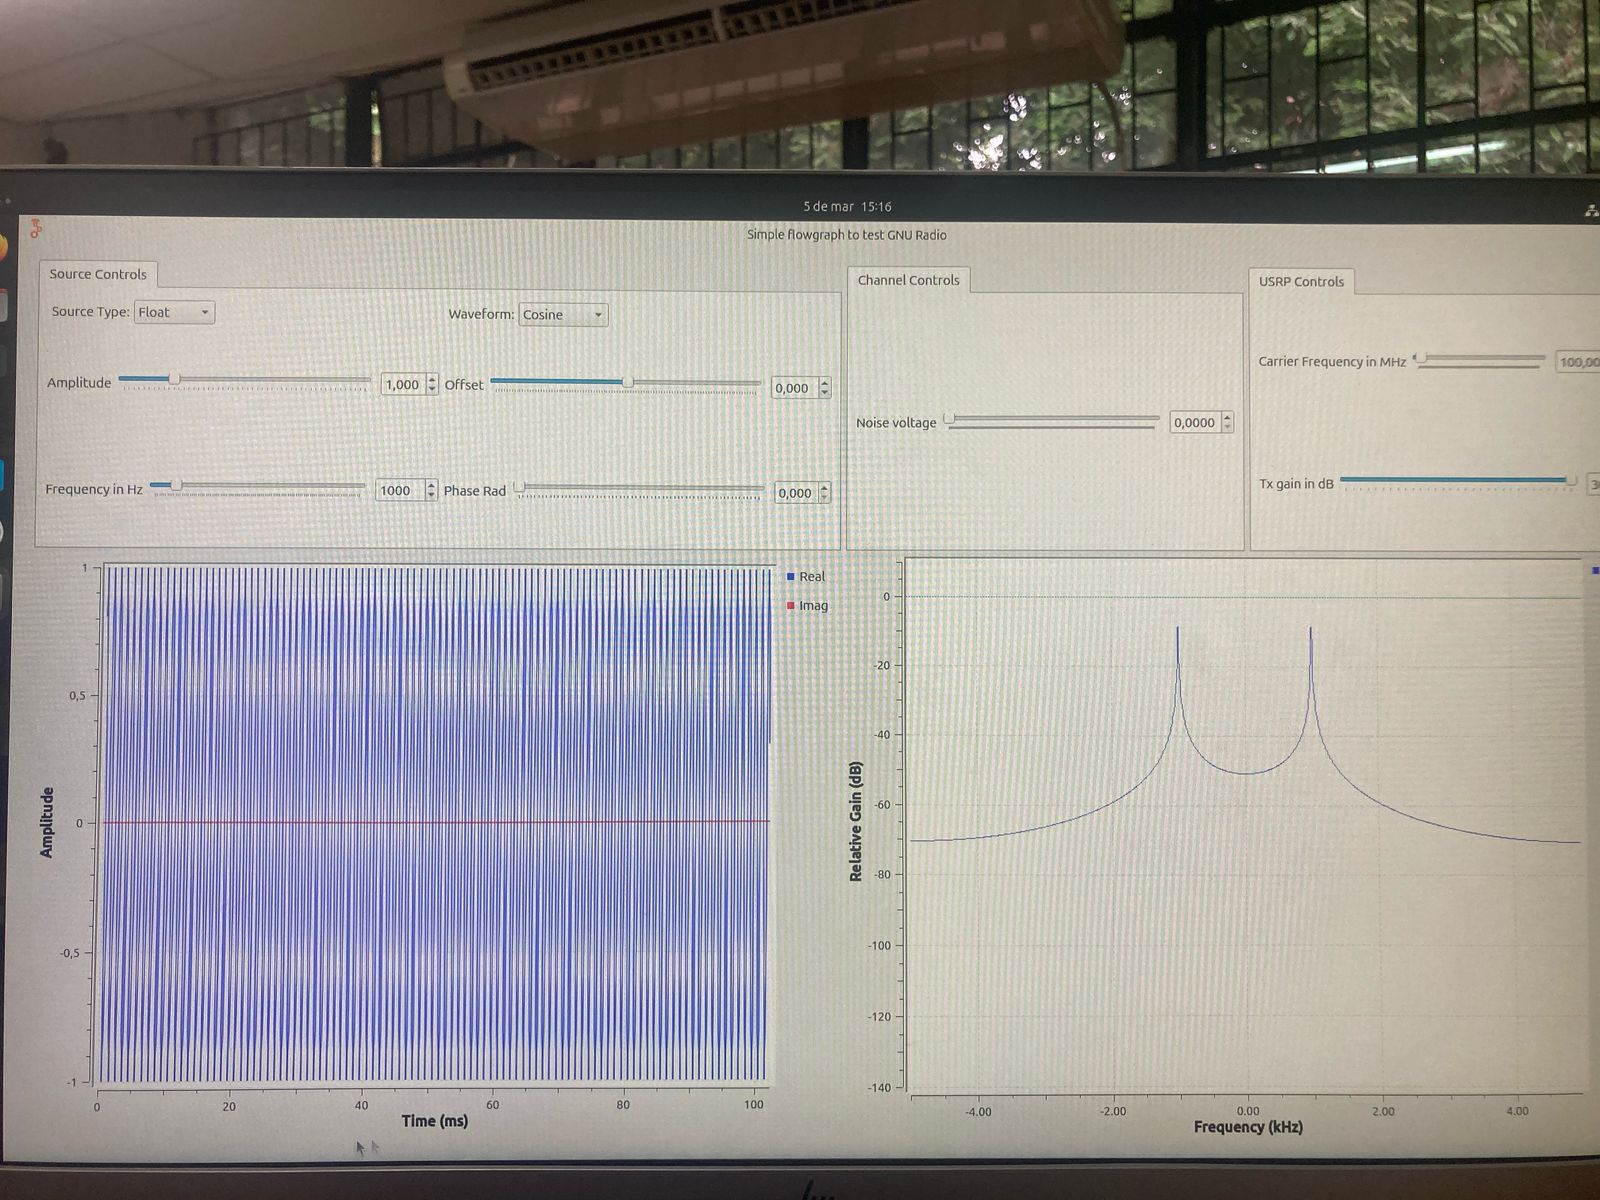 5 de mar 15:16
Simple flowgraph to test GNU Radio
Source Controls
Source Type: Float
Waveform: Cosine
Amplitude
1,000
Offset
0,000
Frequency in Hz
1000
Phase Rad
0,000
Channel Controls
Noise voltage
0,0000
USRP Controls
Carrier Frequency in MHz
100,00
Tx gain in dB
Real
Imag
1
0,5
0
-0,5
-1
Amplitude
0
20
40
60
80
100
Time (ms)
0
-20
-40
-60
-80
-100
-120
-140
Relative Gain (dB)
-4.00
-2.00
0.00
2.00
4.00
Frequency (kHz)